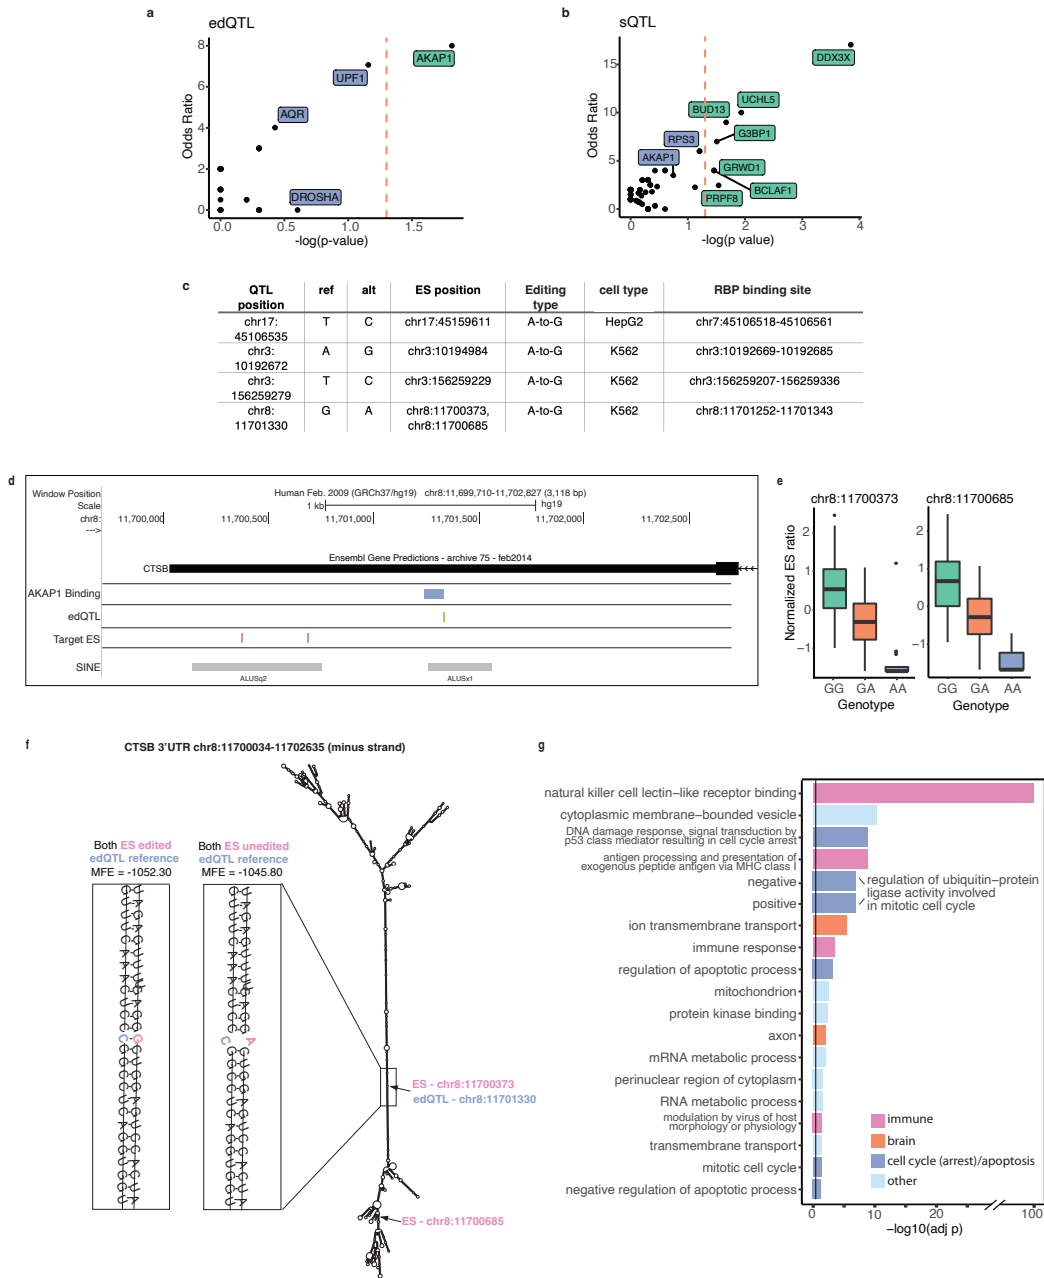 a
edQTL
8
6
4
2
0
Odds Ratio
AKAP1
UPF1
AQR
DROSHA
0.0 0.5 1.0 1.5
-log(p-value)
b
sQTL
15
10
5
0
Odds Ratio
DDX3X
UCHL5
BUD13
G3BP1
RPS3
AKAP1
GRWD1
BCLAF1
PRPF8
0 1 2 3 4
-log(p value)
c
QTL position ref alt ES position Editing type cell type RBP binding site
chr17: 45106535 T C chr17:45159611 A-to-G HepG2 chr7:45106518-45106561
chr3: 10192672 A G chr3:10194984 A-to-G K562 chr3:10192669-10192685
chr3: 156259279 T C chr3:156259229 A-to-G K562 chr3:156259207-156259336
chr8: 11701330 G A chr8:11700373, chr8:11700685 A-to-G K562 chr8:11701252-11701343
d
Window Position Human Feb. 2009 (GRCh37/hg19) chr8:11,699,710-11,702,827 (3,118 bp)
Scale 1 kb hg19
chr8: 11,700,000 11,700,500 11,701,000 11,701,500 11,702,000 11,702,500
--->
Ensembl Gene Predictions - archive 75 - feb2014
CTSB
AKAP1 Binding
edQTL
Target ES
SINE
ALUSq2 ALUSx1
e
chr8:11700373 chr8:11700685
Normalized ES ratio
2
1
0
−1
2
1
0
−1
GG GA AA GG GA AA
Genotype Genotype
f
CTSB 3'UTR chr8:11700034-11702635 (minus strand)
Both ES edited
edQTL reference
MFE = -1052.30
Both ES unedited
edQTL reference
MFE = -1045.80
C G
C A
ES - chr8:11700373
edQTL - chr8:11701330
ES - chr8:11700685
g
natural killer cell lectin−like receptor binding
cytoplasmic membrane−bounded vesicle
DNA damage response, signal transduction by
p53 class mediator resulting in cell cycle arrest
antigen processing and presentation of
exogenous peptide antigen via MHC class I
negative
positive
regulation of ubiquitin−protein
ligase activity involved
in mitotic cell cycle
ion transmembrane transport
immune response
regulation of apoptotic process
mitochondrion
protein kinase binding
axon
mRNA metabolic process
perinuclear region of cytoplasm
RNA metabolic process
modulation by virus of host
morphology or physiology
transmembrane transport
mitotic cell cycle
negative regulation of apoptotic process
immune
brain
cell cycle (arrest)/apoptosis
other
0 10 20 100
−log10(adj p)